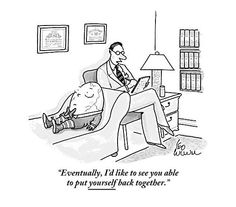 "Eventually, I'd like to see you able
to put yourself back together."